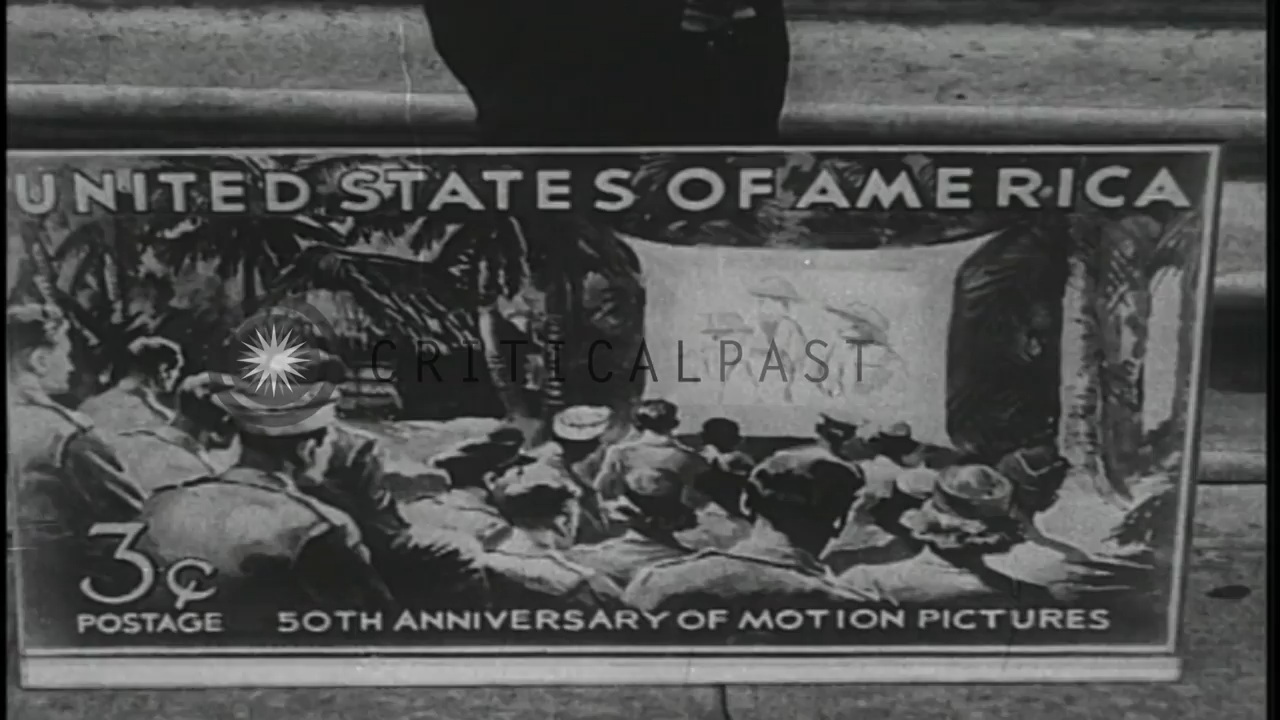 UNITED STATES OF AMERICA
CRITICALPAST
3¢
POSTAGE
50TH ANNIVERSARY OF MOTION PICTURES